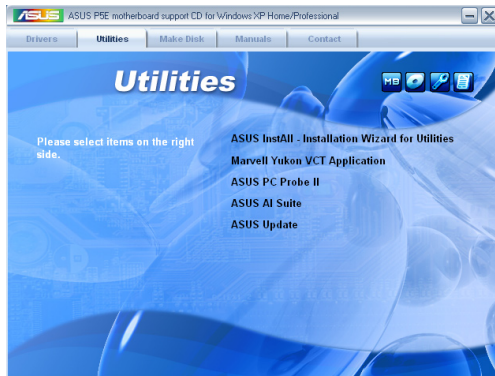 ASUS ASUS P5E motherboard support CD for Windows XP Home/Professional
Drivers Utilities Make Disk Manuals Contact
Utilities
MB
Please select items on the right
side.
ASUS InstAll - Installation Wizard for Utilities
Marvell Yukon VCT Application
ASUS PC Probe II
ASUS AI Suite
ASUS Update